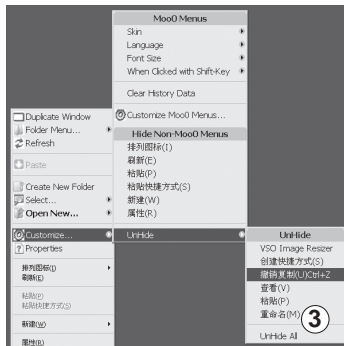 Moo0 Menus
Skin
Language
Font Size
When Clicked with Shift-Key
Clear History Data
Customize Moo0 Menus...
Hide Non-Moo0 Menus
排列图标(I)
刷新(E)
粘贴(P)
粘贴快捷方式(S)
新建(W)
属性(R)
UnHide
Duplicate Window
Folder Menu...
Refresh
Paste
Create New Folder
Select...
Open New...
Customize...
Properties
排列图标(I)
刷新(E)
粘贴(P)
粘贴快捷方式(S)
新建(W)
属性(R)
UnHide
VSO Image Resizer
创建快捷方式(S)
撤销复制(U)Ctrl+Z
查看(V)
粘贴(P)
重命名(M)
3
UnHide All